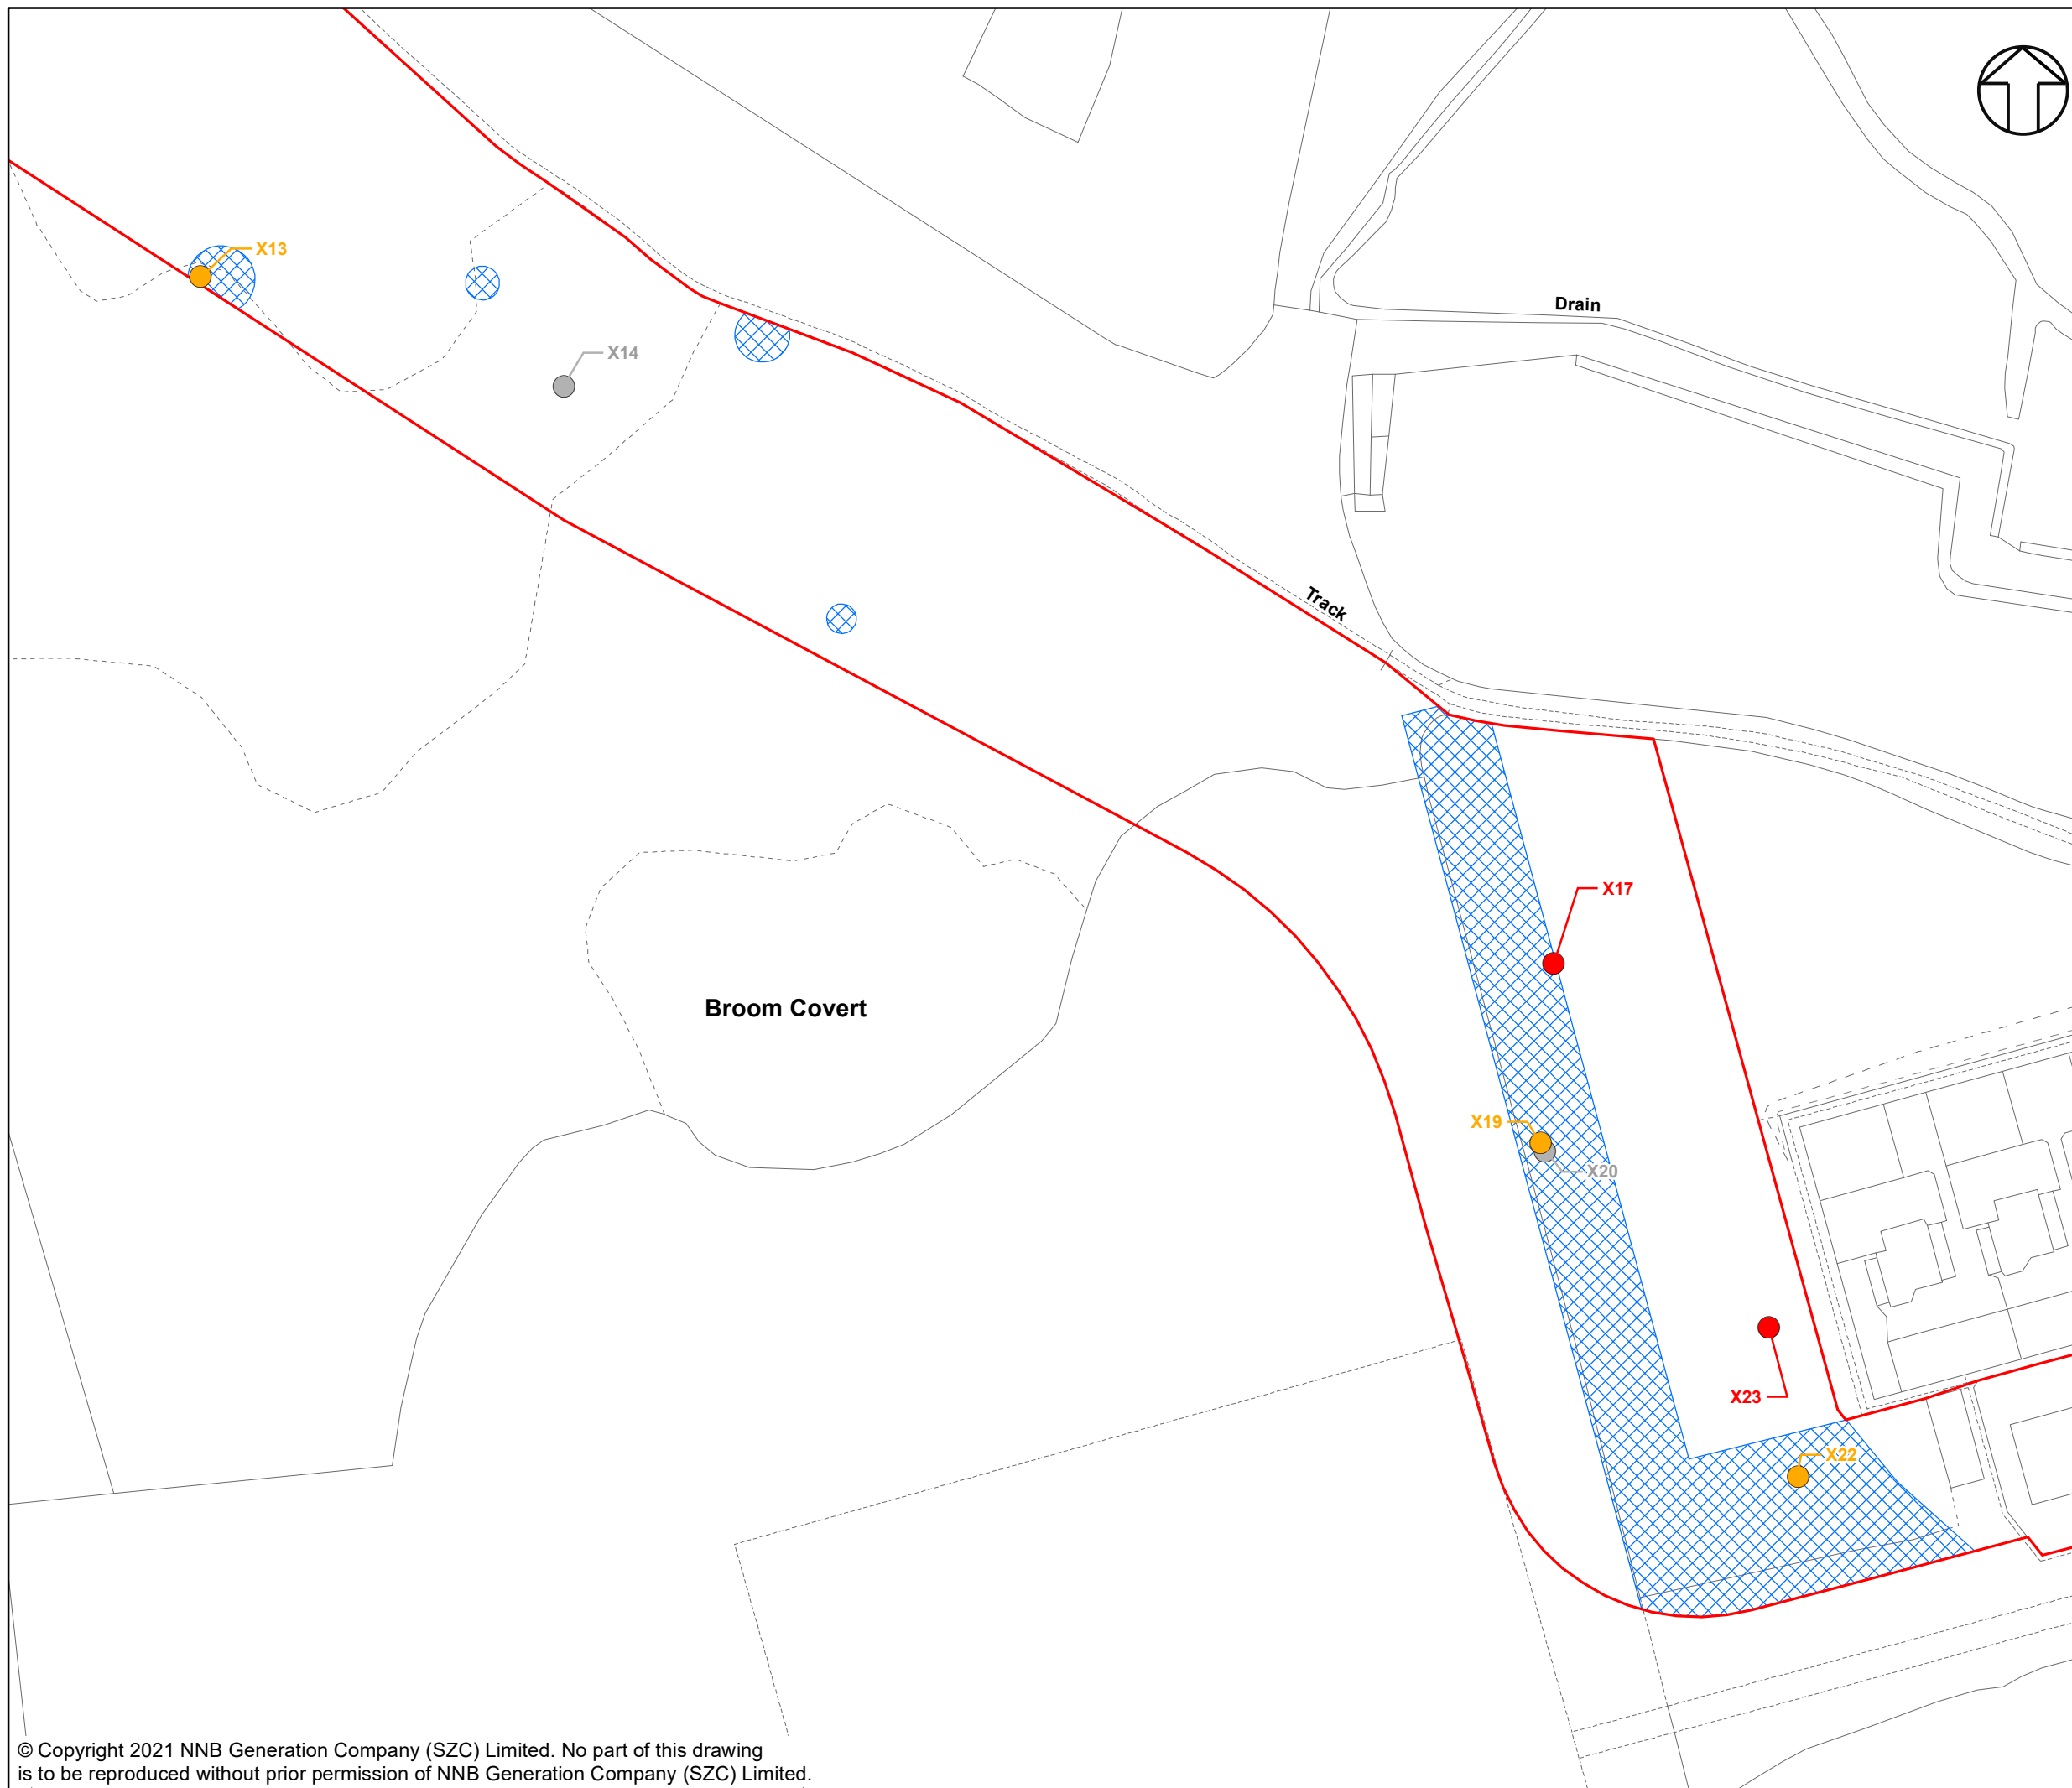 X13
Drain
X14
Track
X17
Broom Covert
X19
X20
X23
X22
© Copyright 2021 NNB Generation Company (SZC) Limited. No part of this drawing
is to be reproduced without prior permission of NNB Generation Company (SZC) Limited.